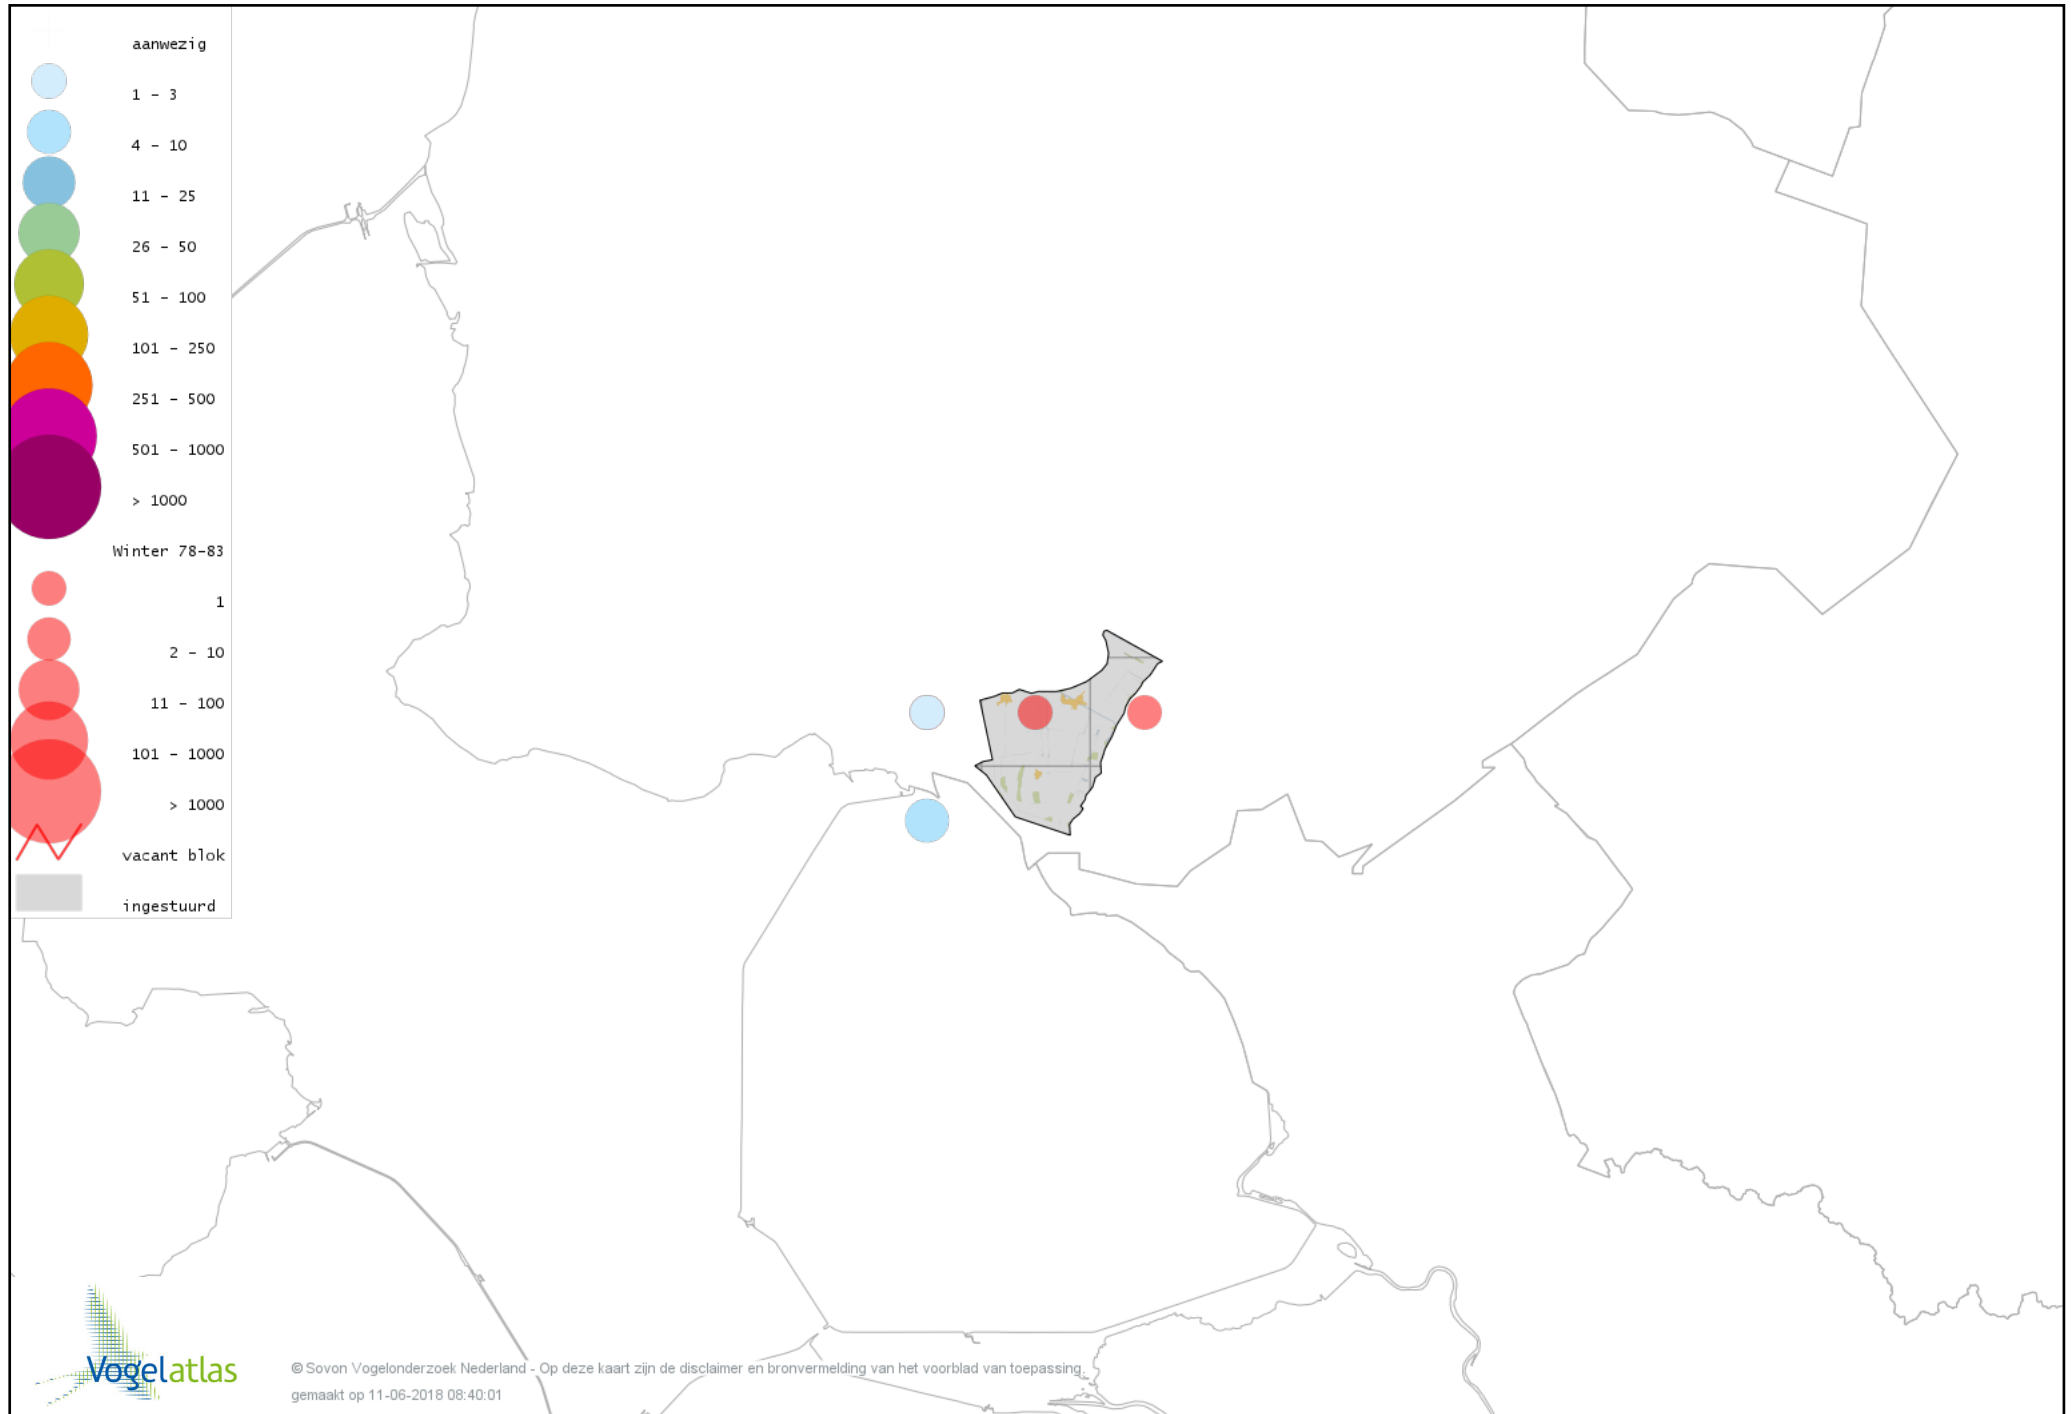 aanwezig
1 – 3
4 – 10
11 – 25
26 – 50
51 – 100
101 – 250
251 – 500
501 – 1000
> 1000
Winter 78-83
1
2 – 10
11 – 100
101 – 1000
> 1000
vacant blok
ingestuurd
Vogelatlas
© Sovon Vogelonderzoek Nederland - Op deze kaart zijn de disclaimer en bronvermelding van het voorblad van toepassing.
gemaakt op 11-06-2018 08:40:01